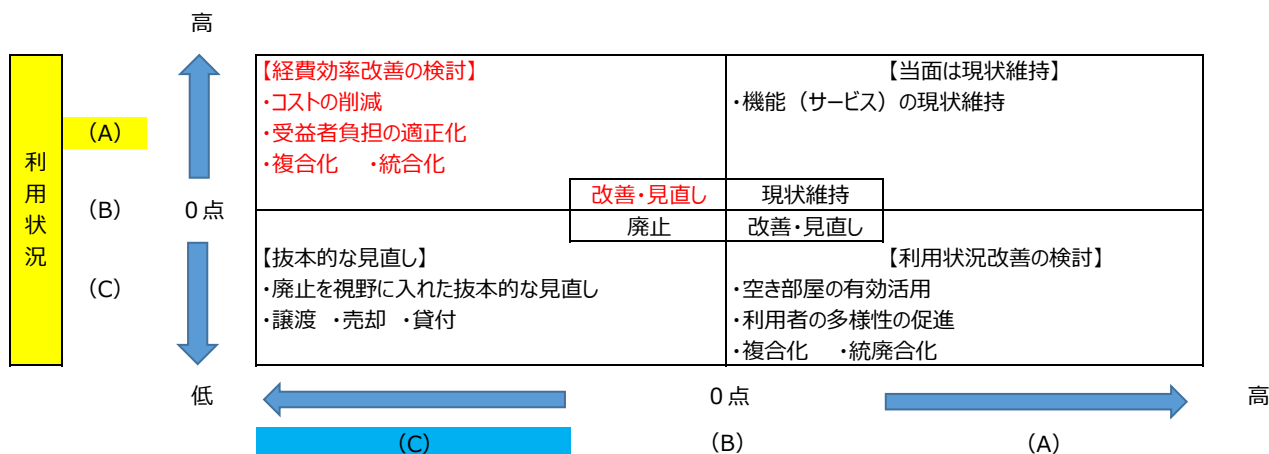 高
利用状況
(A)
(B)
(C)
0点
低
【経費効率改善の検討】
・コストの削減
・受益者負担の適正化
・複合化　・統合化
【当面は現状維持】
・機能（サービス）の現状維持
改善・見直し
現状維持
廃止
改善・見直し
【抜本的な見直し】
・廃止を視野に入れた抜本的な見直し
・譲渡 ・売却 ・貸付
【利用状況改善の検討】
・空き部屋の有効活用
・利用者の多様性の促進
・複合化　・統廃合化
0点
高
(C)
(B)
(A)